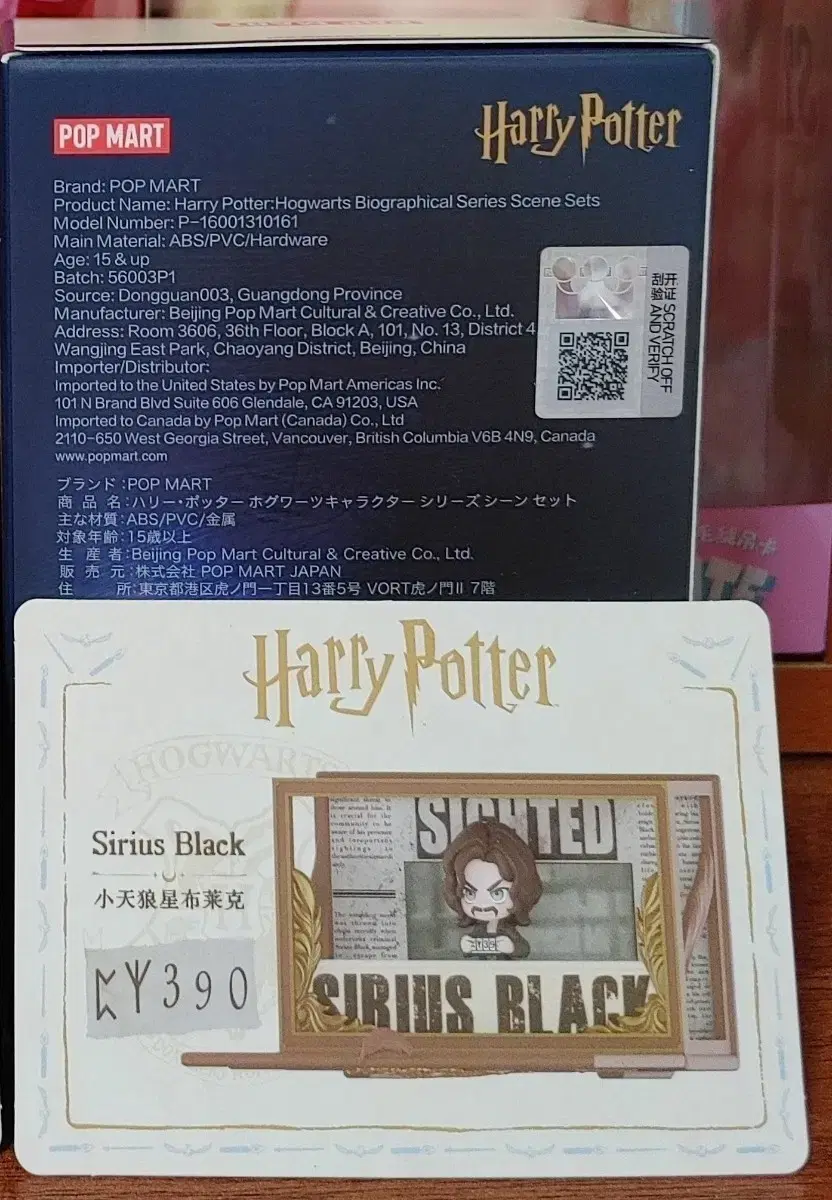 POP MART
Harry Potter
Brand: POP MART
Product Name: Harry Potter:Hogwarts Biographical Series Scene Sets
Model Number: P-16001310161
Main Material: ABS/PVC/Hardware
Age: 15 & up
Batch: 56003P1
Source: Dongguan003, Guangdong Province
Manufacturer: Beijing Pop Mart Cultural & Creative Co., Ltd.
Address: Room 3606, 36th Floor, Block A, 101, No. 13, District 4
Wangjing East Park, Chaoyang District, Beijing, China
Importer/Distributor:
Imported to the United States by Pop Mart Americas Inc.
101 N Brand Blvd Suite 606 Glendale, CA 91203, USA
Imported to Canada by Pop Mart (Canada) Co., Ltd
2110-650 West Georgia Street, Vancouver, British Columbia V6B 4N9, Canada
www.popmart.com
刮开
验证
SCRATCH OFF
AND VERIFY
ブランド:POP MART
商品名:ハリー・ポッター ホグワーツキャラクター シリーズ シーン セット
主な材質:ABS/PVC/金属
対象年齢:15歳以上
生産者:Beijing Pop Mart Cultural & Creative Co., Ltd.
販売元:株式会社 POP MART JAPAN
住所:東京都港区虎ノ門一丁目13番5号 VORT虎ノ門II 7階
Harry Potter
HOGWARTS
Sirius Black
小天狼星布莱克
390
SIGHTED
SIRIUS BLACK